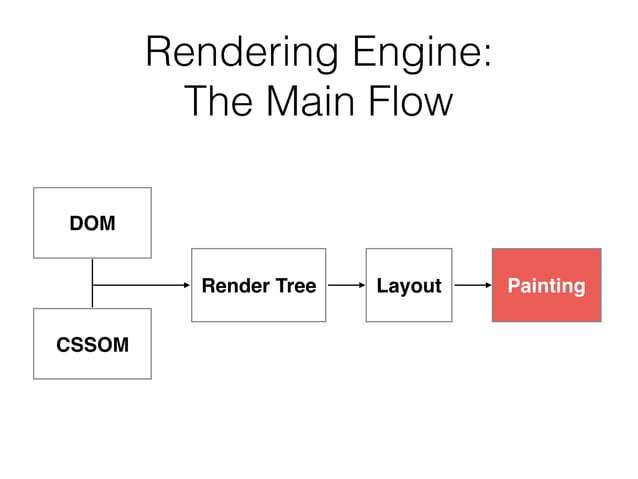 Rendering Engine:
The Main Flow
DOM
Render Tree
Layout
Painting
CSSOM